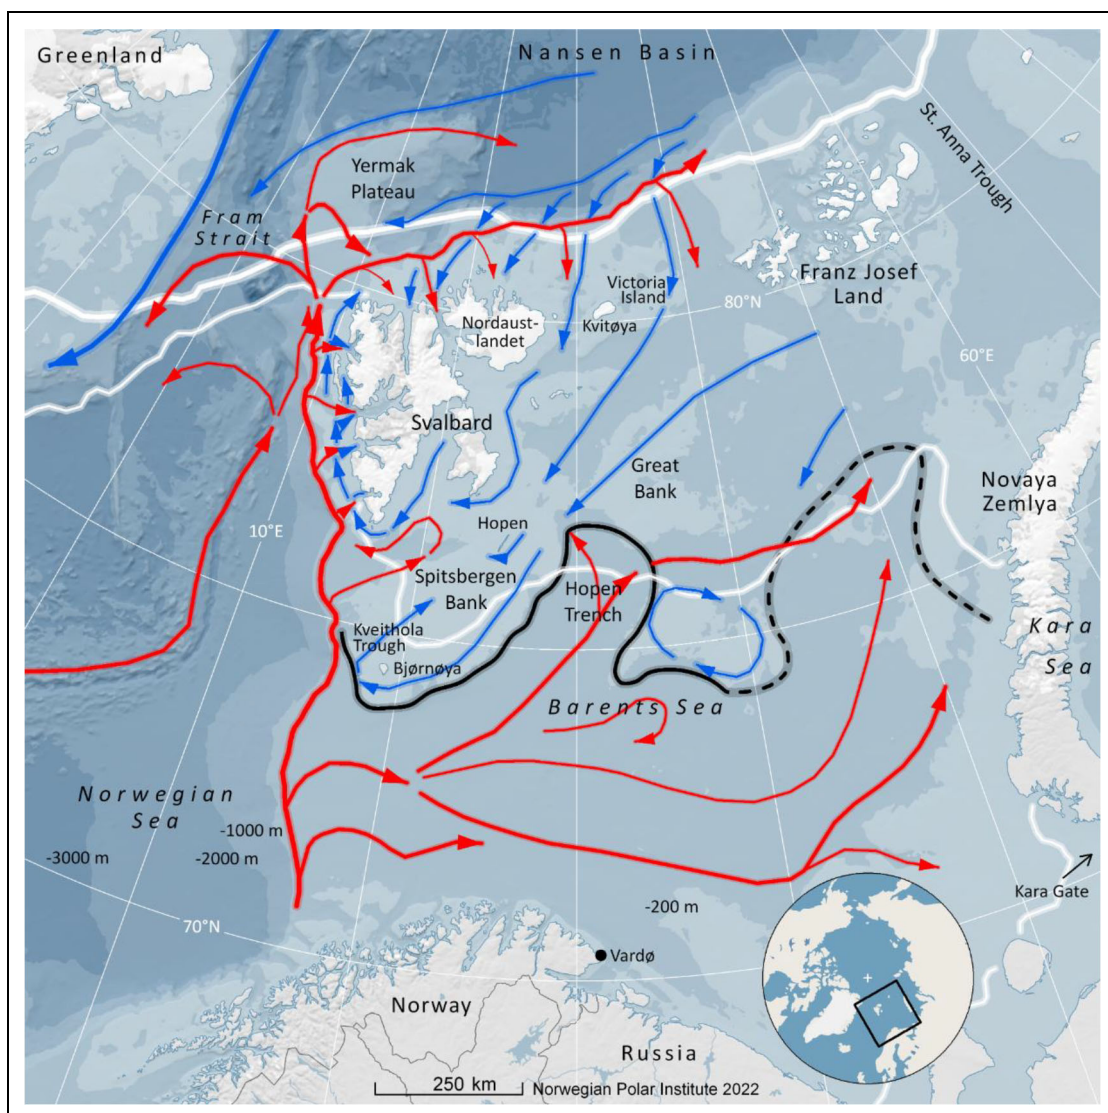 Greenland
Nansen Basin
St. Anna Trough
Yermak
Plateau
Fram
Strait
Franz Josef
Land
Victoria
Island
80°N
Nordaust-
landet
Kvitøya
60°E
Svalbard
Great
Bank
Novaya
Zemlya
10°E
Hopen
Spitsbergen
Bank
Hopen
Trench
Kveithola
Trough
Bjørnøya
Kara
Sea
Barents Sea
Norwegian
Sea
-1000 m
-3000 m
-2000 m
Kara Gate
-200 m
70°N
Vardø
Norway
Russia
250 km
Norwegian Polar Institute 2022